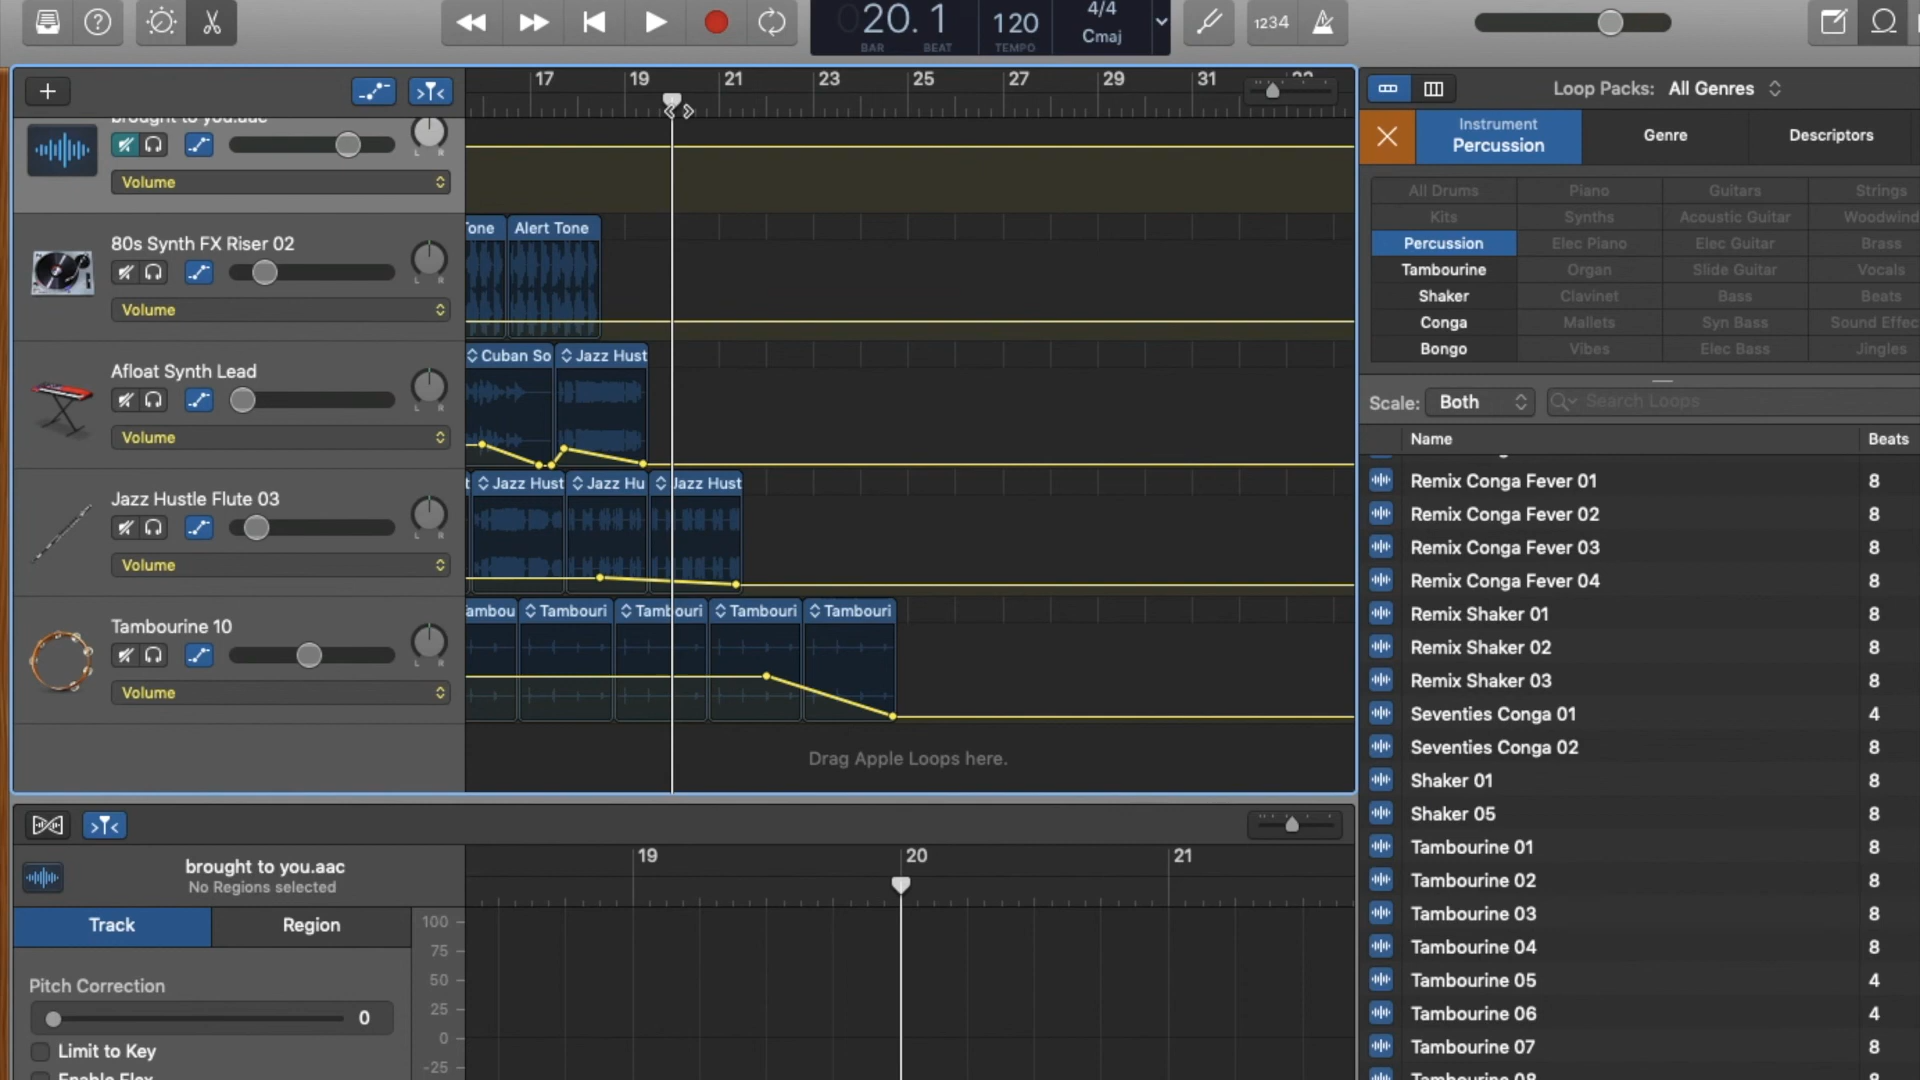 1234
20. 1
BAR BEAT
120
TEMPO
4/4
Cmaj
17 19 21 23 25 27 29 31
Loop Packs: All Genres
Instrument
Percussion
Genre
Descriptors
brought to you.aac
Volume
L R
80s Synth FX Riser 02
Volume
L R
Alert Tone
Afloat Synth Lead
Volume
L R
Cuban So
Jazz Hust
Jazz Hustle Flute 03
Volume
L R
Jazz Hust
Jazz Hu
Jazz Hust
Tambourine 10
Volume
L R
Tambouri
Tambouri
Tambouri
Tambouri
Drag Apple Loops here.
All Drums Piano Guitars Strings
Kits Synths Acoustic Guitar Woodwind
Percussion Elec Piano Elec Guitar Brass
Tambourine Organ Slide Guitar Vocals
Shaker Clavinet Bass Beats
Conga Mallets Syn Bass Sound Effec
Bongo Vibes Elec Bass Jingles
Scale: Both Search Loops
Name Beats
Remix Conga Fever 01 8
Remix Conga Fever 02 8
Remix Conga Fever 03 8
Remix Conga Fever 04 8
Remix Shaker 01 8
Remix Shaker 02 8
Remix Shaker 03 8
Seventies Conga 01 4
Seventies Conga 02 8
Shaker 01 8
Shaker 05 8
Tambourine 01 8
Tambourine 02 8
Tambourine 03 8
Tambourine 04 8
Tambourine 05 4
Tambourine 06 4
Tambourine 07 8
brought to you.aac
No Regions selected
19 20 21
Track Region
100
75
50
25
0
-25
Pitch Correction
0
Limit to Key